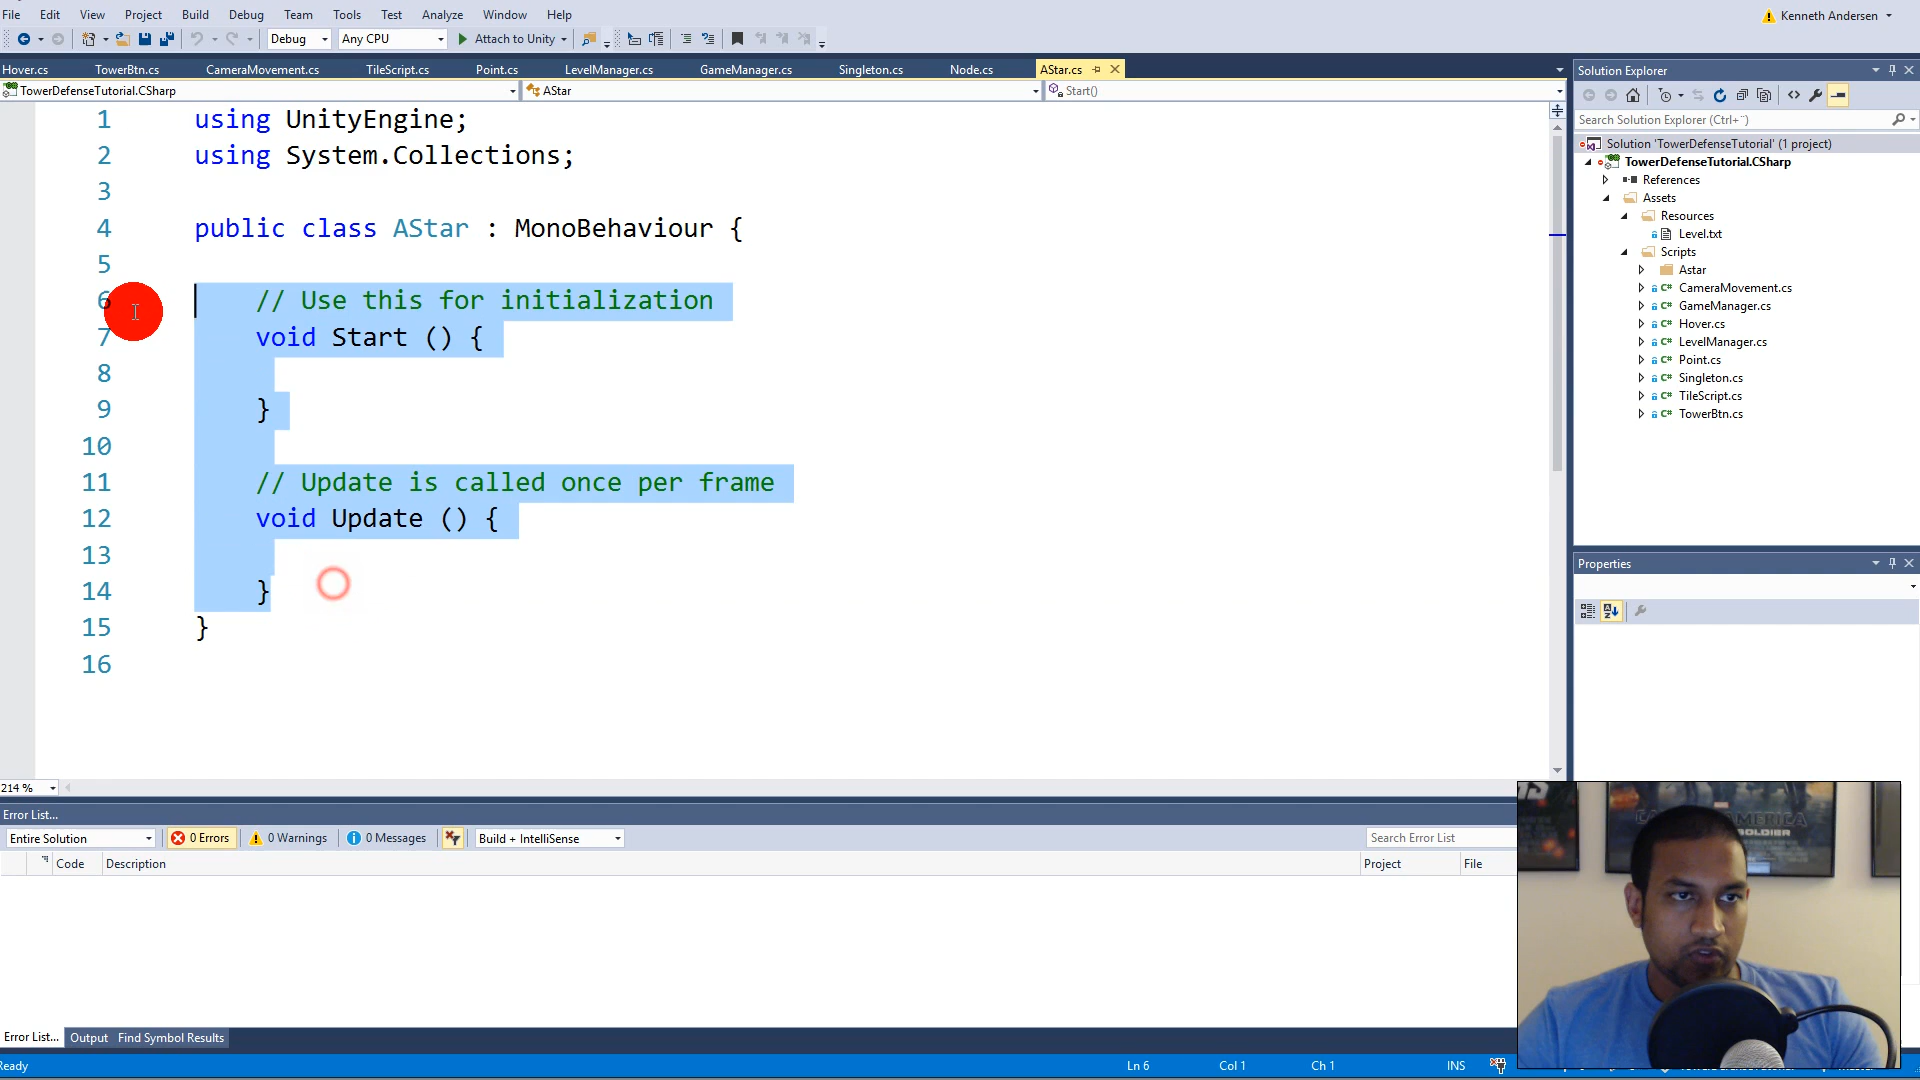 File Edit View Project Build Debug Team Tools Test Analyze Window Help
Kenneth Andersen
Debug Any CPU Attach to Unity
Hover.cs TowerBtn.cs CameraMovement.cs TileScript.cs Point.cs LevelManager.cs GameManager.cs Singleton.cs Node.cs AStar.cs
TowerDefenseTutorial.CSharp AStar Start()
1 using UnityEngine;
2 using System.Collections;
3
4 public class AStar : MonoBehaviour {
5
6 // Use this for initialization
7 void Start () {
8
9 }
10
11 // Update is called once per frame
12 void Update () {
13
14 }
15 }
16
214 %
Solution Explorer
Search Solution Explorer (Ctrl+¨)
Solution 'TowerDefenseTutorial' (1 project)
TowerDefenseTutorial.CSharp
References
Assets
Resources
Level.txt
Scripts
Astar
CameraMovement.cs
GameManager.cs
Hover.cs
LevelManager.cs
Point.cs
Singleton.cs
TileScript.cs
TowerBtn.cs
Properties
Error List...
Entire Solution 0 Errors 0 Warnings 0 Messages Build + IntelliSense Search Error List
Code Description Project File
Error List... Output Find Symbol Results
Ready Ln 6 Col 1 Ch 1 INS